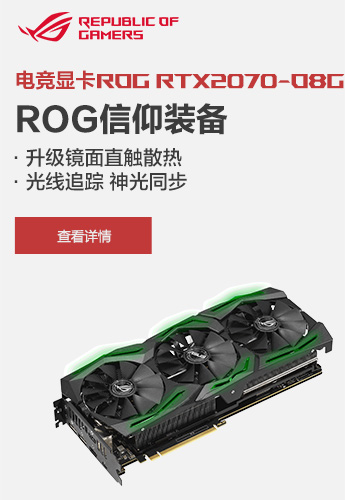 REPUBLIC OF
GAMERS
电竞显卡ROG RTX2070-O8G
ROG信仰装备
· 升级镜面直触散热
· 光线追踪 神光同步
查看详情